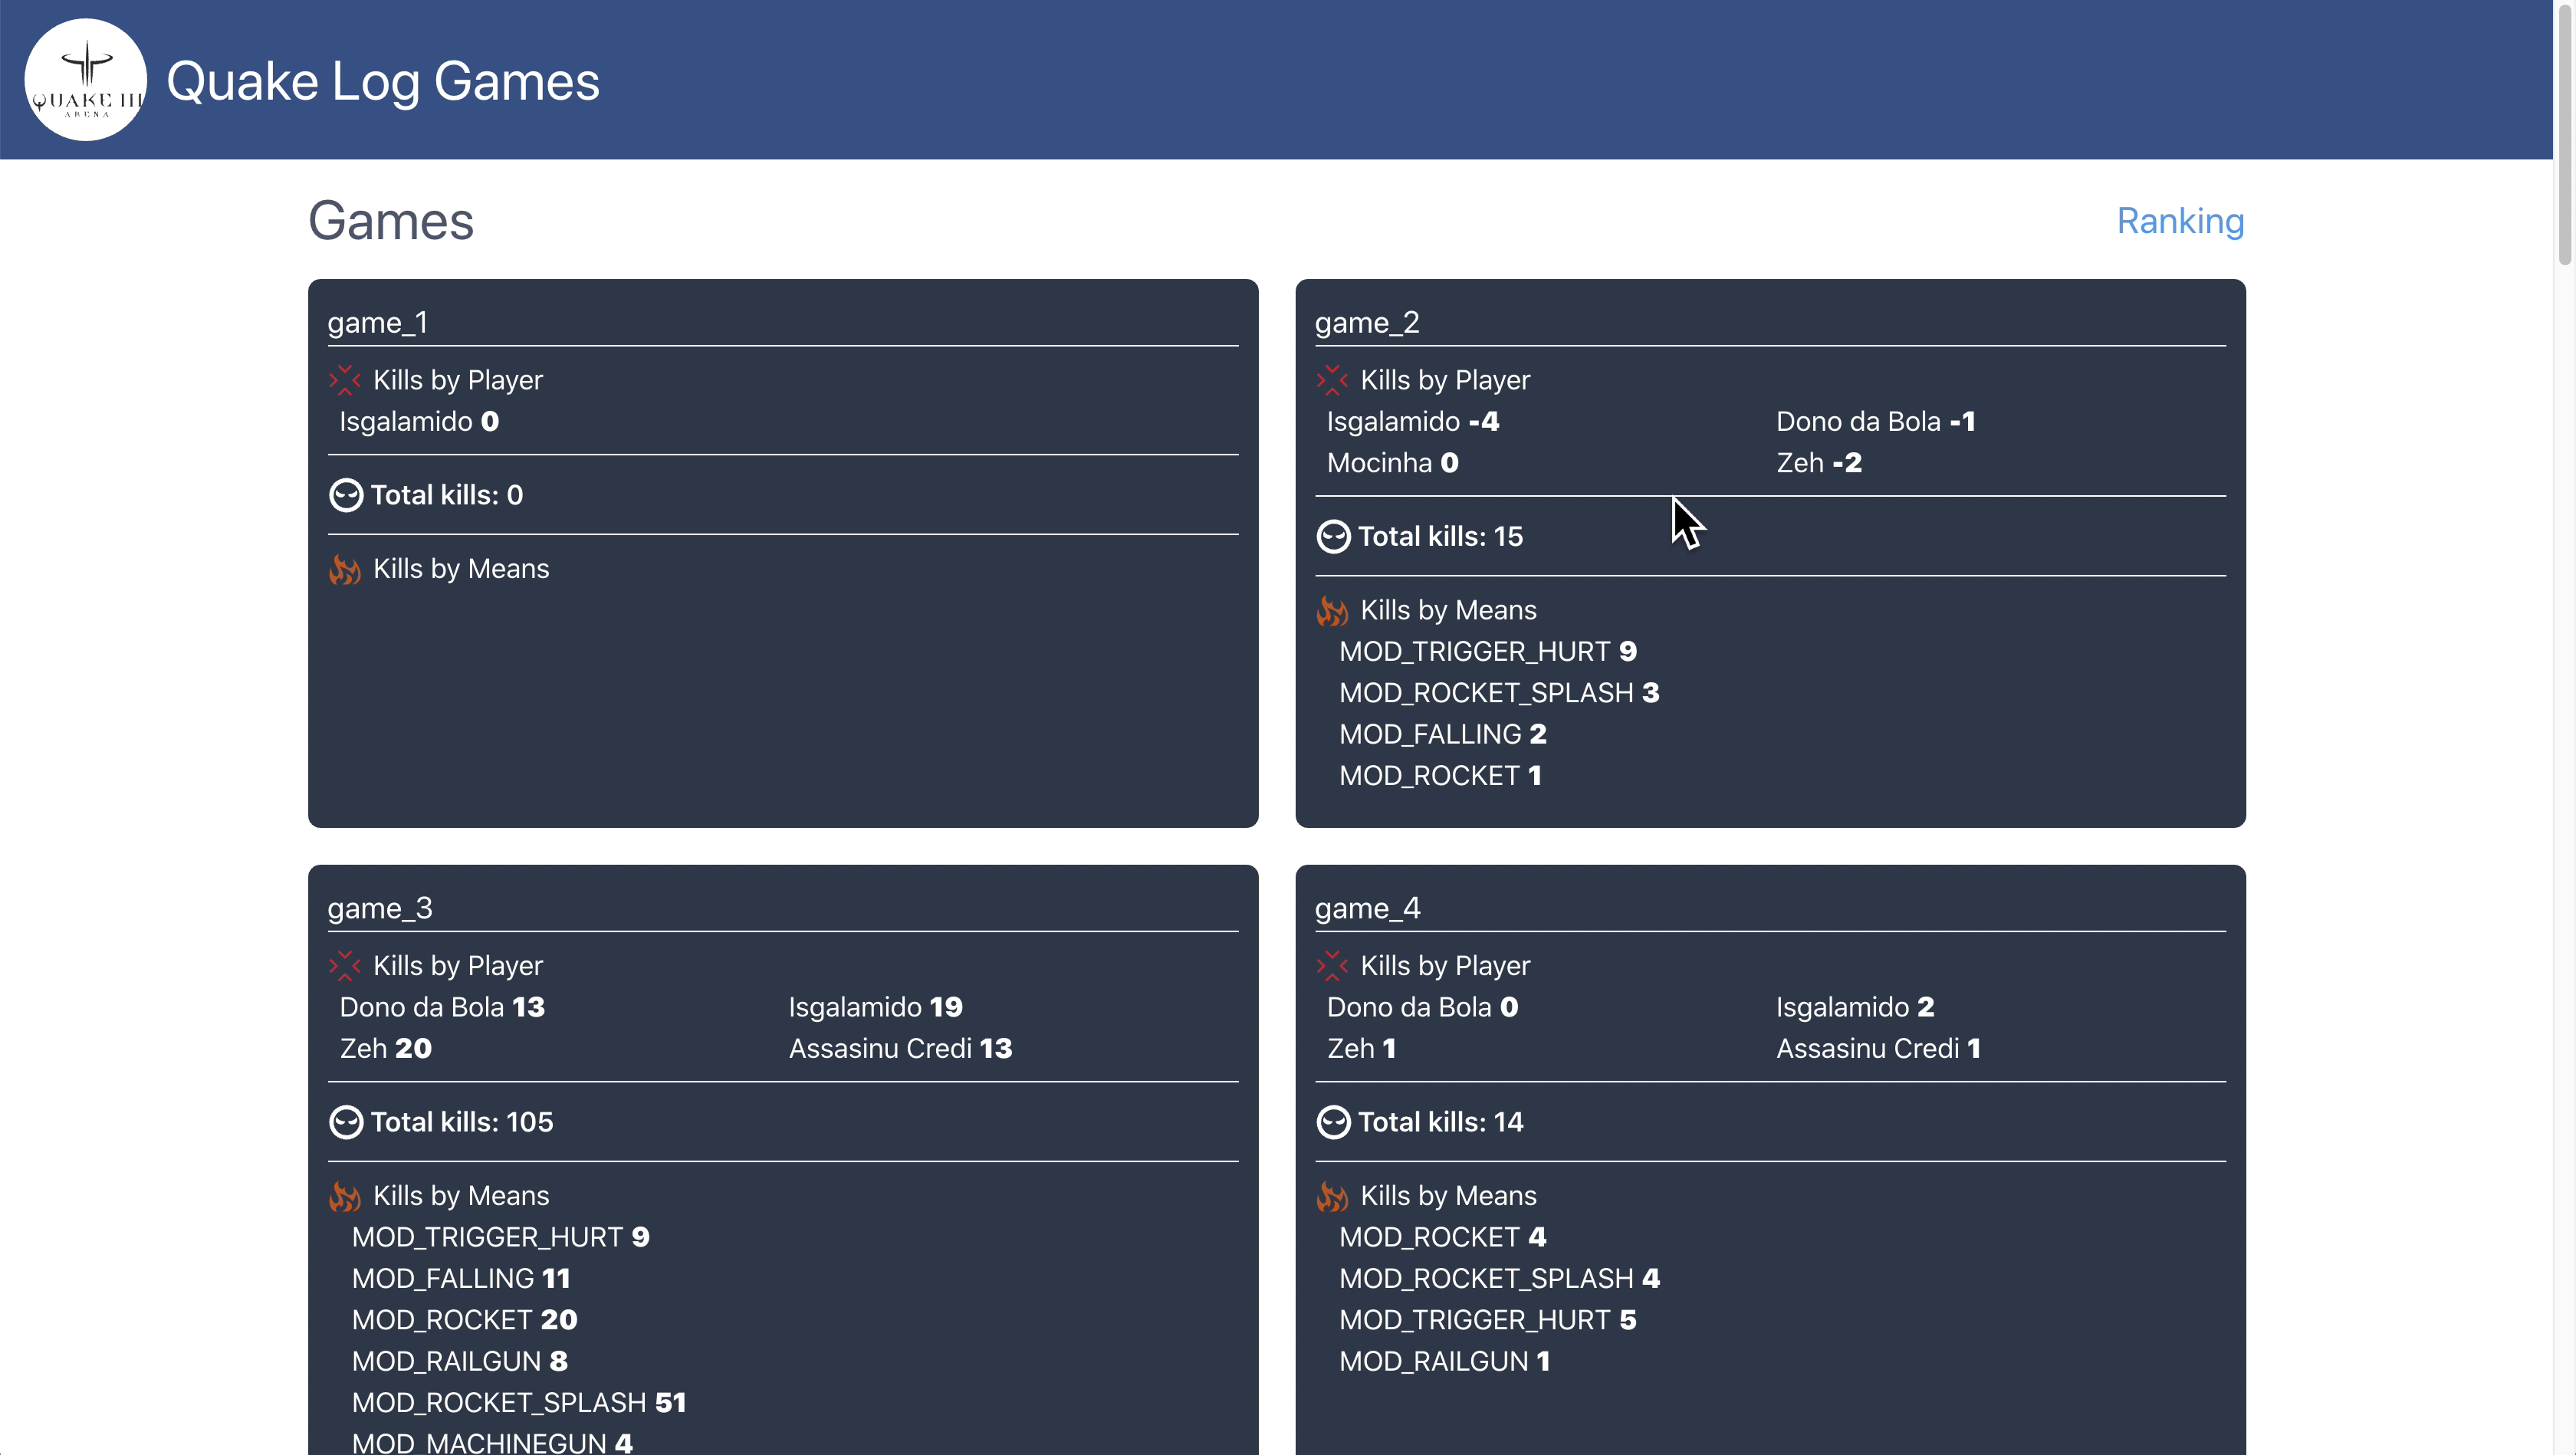 QUAKE III
ARENA
Quake Log Games
Games
Ranking
game_1
Kills by Player
Isgalamido 0
Total kills: 0
Kills by Means
game_2
Kills by Player
Isgalamido -4
Dono da Bola -1
Mocinha 0
Zeh -2
Total kills: 15
Kills by Means
MOD_TRIGGER_HURT 9
MOD_ROCKET_SPLASH 3
MOD_FALLING 2
MOD_ROCKET 1
game_3
Kills by Player
Dono da Bola 13
Isgalamido 19
Zeh 20
Assasinu Credi 13
Total kills: 105
Kills by Means
MOD_TRIGGER_HURT 9
MOD_FALLING 11
MOD_ROCKET 20
MOD_RAILGUN 8
MOD_ROCKET_SPLASH 51
MOD_MACHINEGUN 4
game_4
Kills by Player
Dono da Bola 0
Isgalamido 2
Zeh 1
Assasinu Credi 1
Total kills: 14
Kills by Means
MOD_ROCKET 4
MOD_ROCKET_SPLASH 4
MOD_TRIGGER_HURT 5
MOD_RAILGUN 1